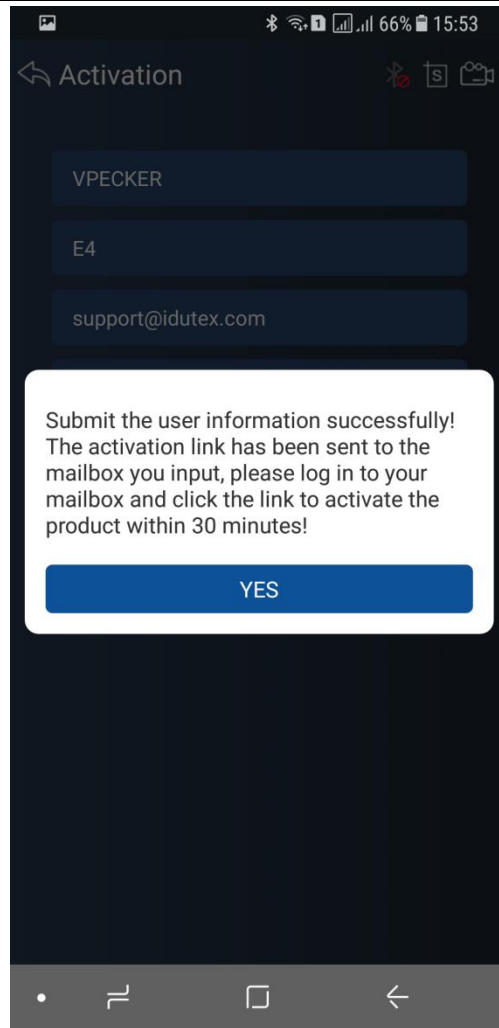 1 66% 15:53
Activation
S
VPECKER
E4
support@idutex.com
Submit the user information successfully!
The activation link has been sent to the
mailbox you input, please log in to your
mailbox and click the link to activate the
product within 30 minutes!
YES